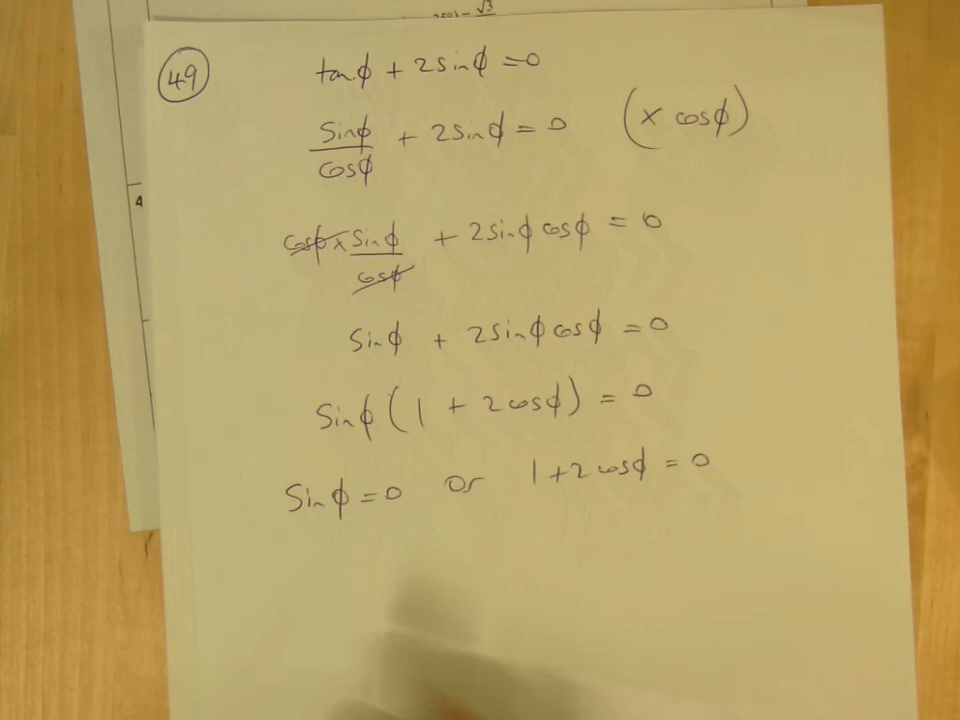 49
tanϕ + 2sinϕ = 0
sinϕ/cosϕ + 2sinϕ = 0 (× cosϕ)
cosϕ × sinϕ/cosϕ + 2sinϕ cosϕ = 0
sinϕ + 2sinϕ cosϕ = 0
sinϕ (1 + 2cosϕ) = 0
sinϕ = 0 or 1 + 2cosϕ = 0
4